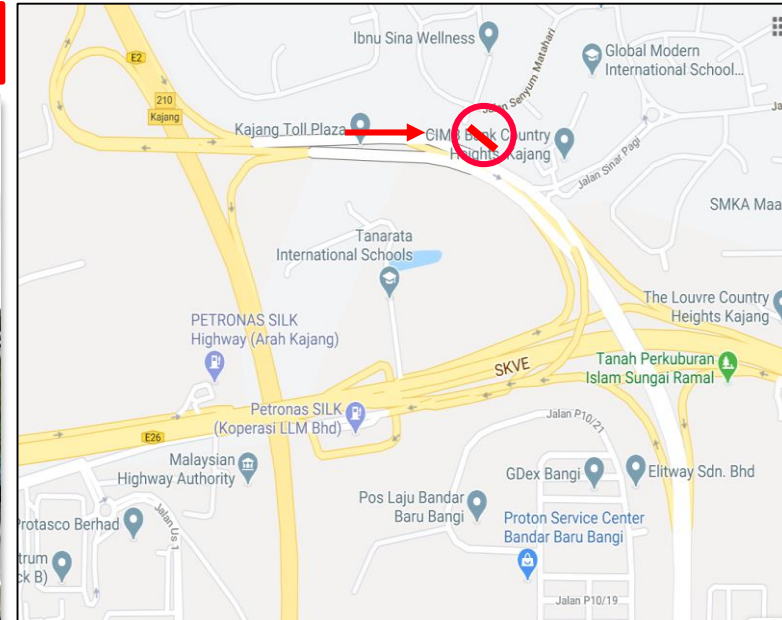 Ibnu Sina Wellness
E2
Global Modern
International School...
Jalan Senyum Matahari
210
Kajang
Kajang Toll Plaza
CIMB Bank Country
Heights Kajang
Jalan Sinar Pagi
SMKA Maa
Tanarata
International Schools
The Louvre Country
Heights Kajang
PETRONAS SILK
Highway (Arah Kajang)
SKVE
Tanah Perkuburan
Islam Sungai Ramal
Petronas SILK
(Koperasi LLM Bhd)
Jalan P10/21
E26
Malaysian
Highway Authority
GDex Bangi
Elitway Sdn. Bhd
Pos Laju Bandar
Baru Bangi
Jalan Us 1
Protasco Berhad
Proton Service Center
Bandar Baru Bangi
trum
ck B)
Jalan P10/19